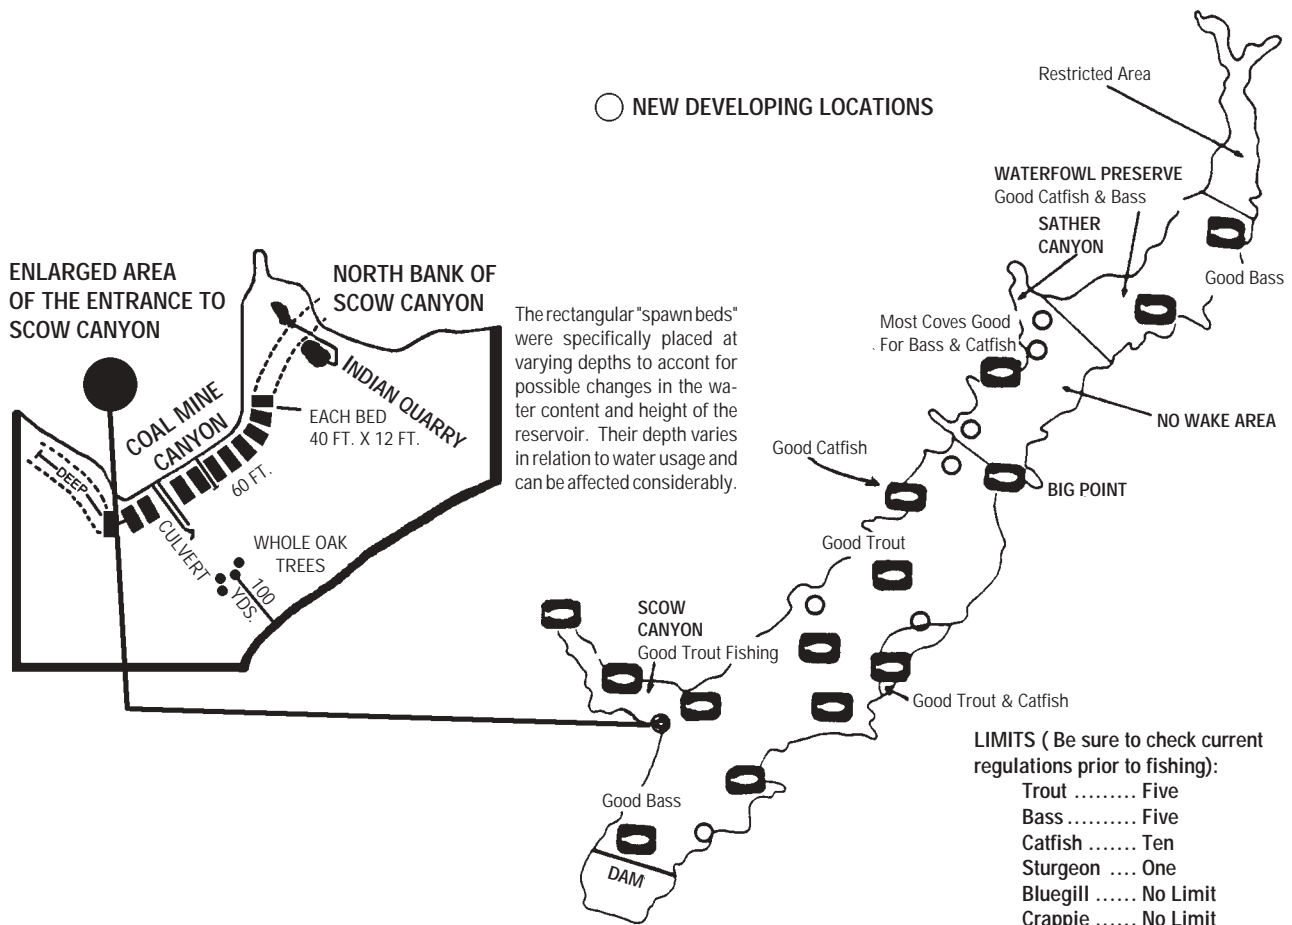 NEW DEVELOPING LOCATIONS
Restricted Area
WATERFOWL PRESERVE
Good Catfish & Bass
SATHER
CANYON
Good Bass
Most Coves Good
For Bass & Catfish
NO WAKE AREA
Good Catfish
BIG POINT
Good Trout
SCOW
CANYON
Good Trout Fishing
Good Trout & Catfish
Good Bass
DAM
ENLARGED AREA
OF THE ENTRANCE TO
SCOW CANYON
NORTH BANK OF
SCOW CANYON
COAL MINE
CANYON
INDIAN QUARRY
EACH BED
40 FT. X 12 FT.
DEEP
60 FT.
CULVERT
WHOLE OAK
TREES
100
YDS.
The rectangular "spawn beds"
were specifically placed at
varying depths to accont for
possible changes in the wa-
ter content and height of the
reservoir. Their depth varies
in relation to water usage and
can be affected considerably.
LIMITS ( Be sure to check current
regulations prior to fishing):
Trout ......... Five
Bass .......... Five
Catfish ....... Ten
Sturgeon .... One
Bluegill ...... No Limit
Crappie ...... No Limit